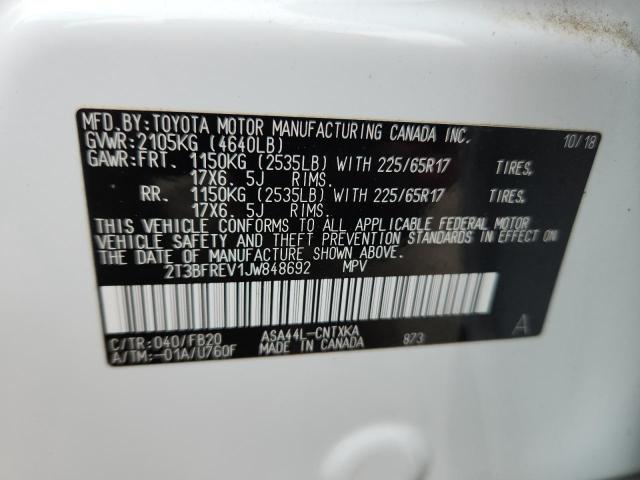 MFD.BY:TOYOTA MOTOR MANUFACTURING CANADA INC. 10/18
GVWR:2105KG (4640LB)
GAWR:FRT. 1150KG (2535LB) WITH 225/65R17 TIRES.
17X6. 5J RIMS.
RR. 1150KG (2535LB) WITH 225/65R17 TIRES.
17X6. 5J RIMS.
THIS VEHICLE CONFORMS TO ALL APPLICABLE FEDERAL MOTOR
VEHICLE SAFETY AND THEFT PREVENTION STANDARDS IN EFFECT ON
THE DATE OF MANUFACTURE SHOWN ABOVE.
2T3BFREV1JW848692 MPV
C/TR:040/FB20 ASA44L-CNTXKA 873 A
A/TM:-01A/U760F MADE IN CANADA